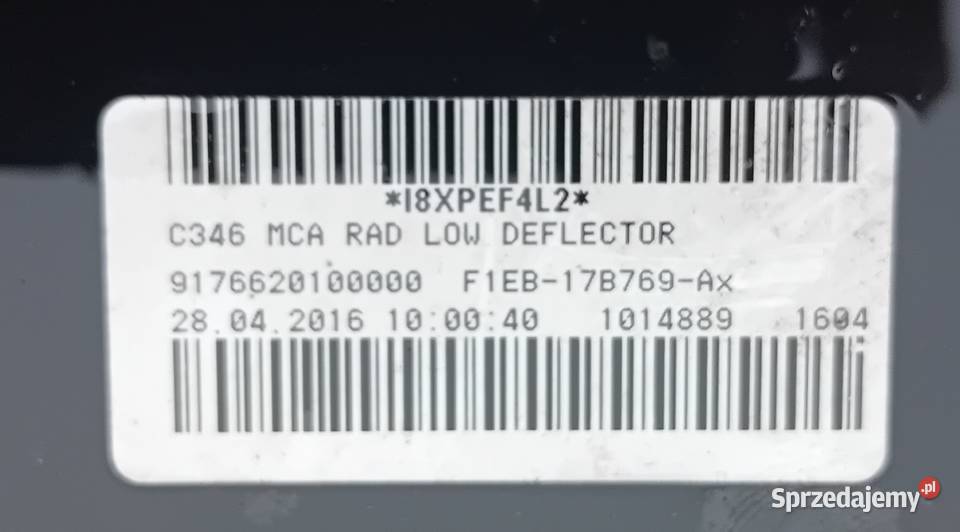 *I8XPEF4L2*
C346 MCA RAD LOW DEFLECTOR
9176620100000 F1EB-17B769-Ax
28.04.2016 10:00:40 1014889 1604
Sprzedajemy.pl